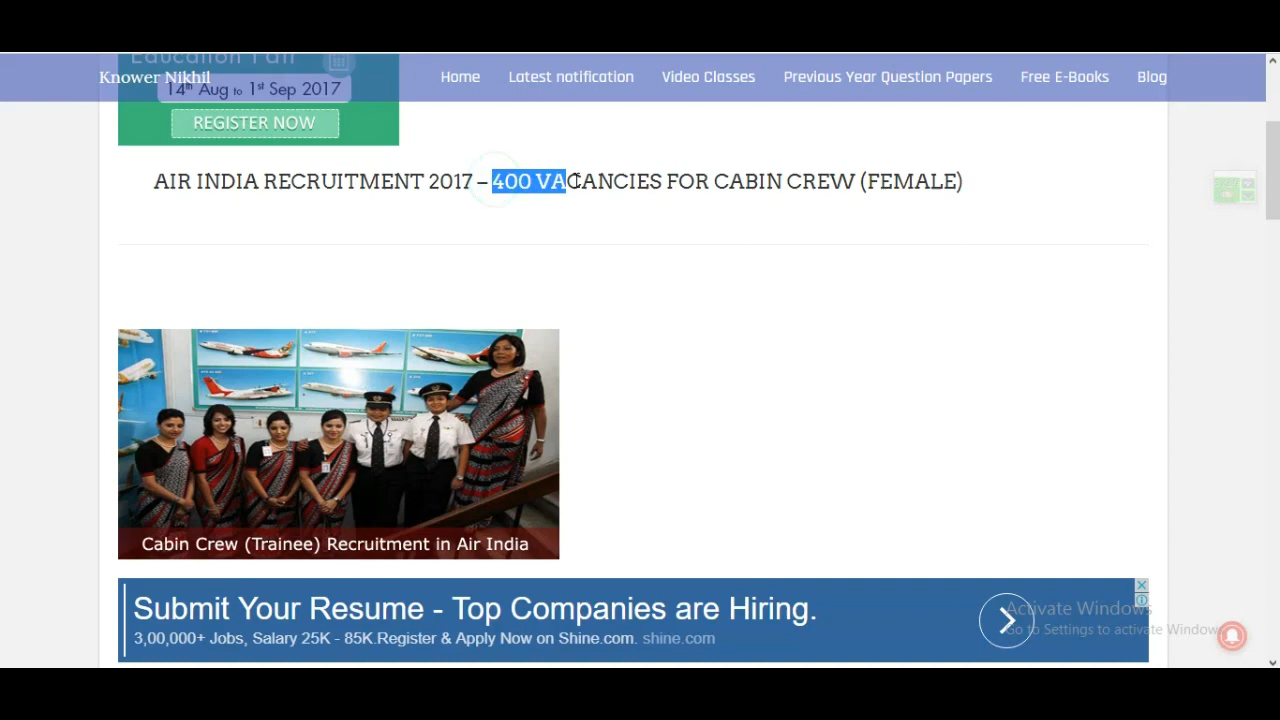 Education Fair
Knower Nikhil
Home Latest notification Video Classes Previous Year Question Papers Free E-Books Blog
14th Aug to 1st Sep 2017
REGISTER NOW
AIR INDIA RECRUITMENT 2017 – 400 VACANCIES FOR CABIN CREW (FEMALE)
Cabin Crew (Trainee) Recruitment in Air India
Submit Your Resume - Top Companies are Hiring.
3,00,000+ Jobs, Salary 25K - 85K.Register & Apply Now on Shine.com. shine.com
Activate Windows
Go to Settings to activate Windows